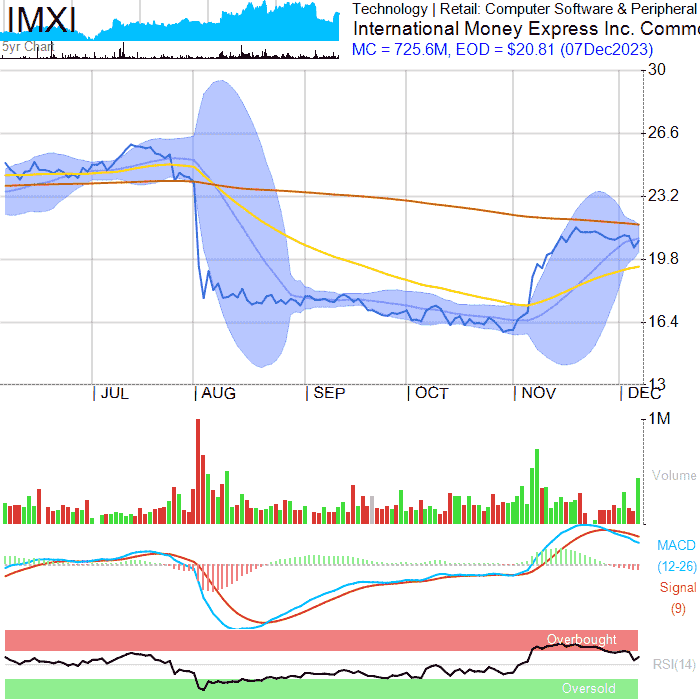 IMXI
5yr Chart
Technology | Retail: Computer Software & Peripheral
International Money Express Inc. Commo
MC = 725.6M, EOD = $20.81 (07Dec2023)
30
26.6
23.2
19.8
16.4
13
JUL AUG SEP OCT NOV DEC
1M
Volume
MACD
(12-26)
Signal
(9)
Overbought
RSI(14)
Oversold